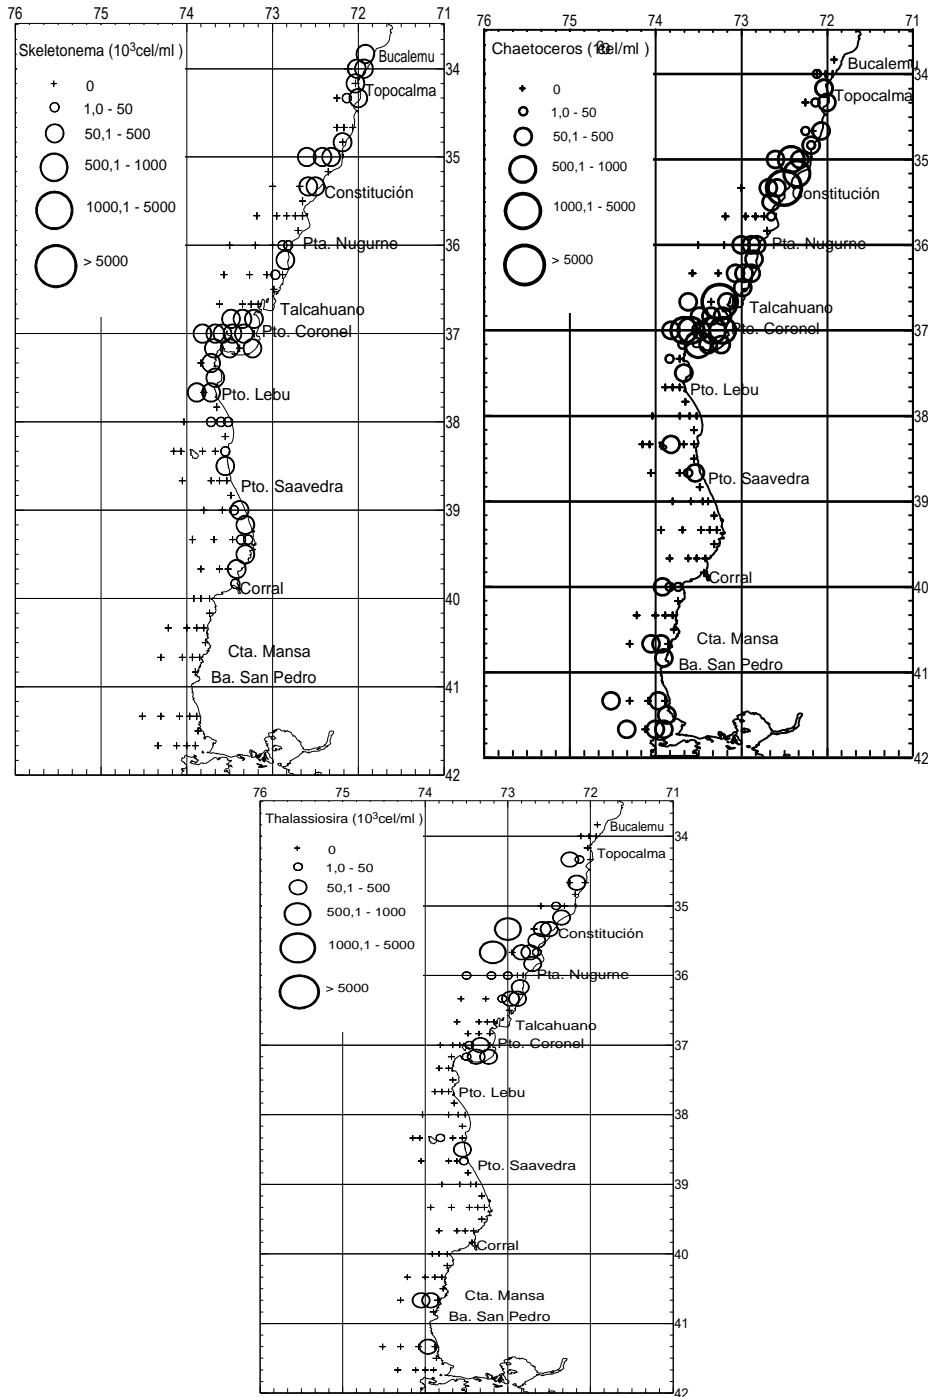 76 75 74 73 72 71
Skeletonema (10³cel/ml )
0
1,0 - 50
50,1 - 500
500,1 - 1000
1000,1 - 5000
> 5000
Bucalemu
Topocalma
Constitución
Pta. Nugurne
Talcahuano
Pto. Coronel
Pto. Lebu
Pto. Saavedra
Corral
Cta. Mansa
Ba. San Pedro
34
35
36
37
38
39
40
41
42
76 75 74 73 72 71
Chaetoceros ( cel/ml )
0
1,0 - 50
50,1 - 500
500,1 - 1000
1000,1 - 5000
> 5000
Bucalemu
Topocalma
Constitución
Pta. Nugurne
Talcahuano
Pto. Coronel
Pto. Lebu
Pto. Saavedra
Corral
Cta. Mansa
Ba. San Pedro
34
35
36
37
38
39
40
41
42
76 75 74 73 72 71
Thalassiosira (10³cel/ml )
0
1,0 - 50
50,1 - 500
500,1 - 1000
1000,1 - 5000
> 5000
Bucalemu
Topocalma
Constitución
Pta. Nugurne
Talcahuano
Pto. Coronel
Pto. Lebu
Pto. Saavedra
Corral
Cta. Mansa
Ba. San Pedro
34
35
36
37
38
39
40
41
42